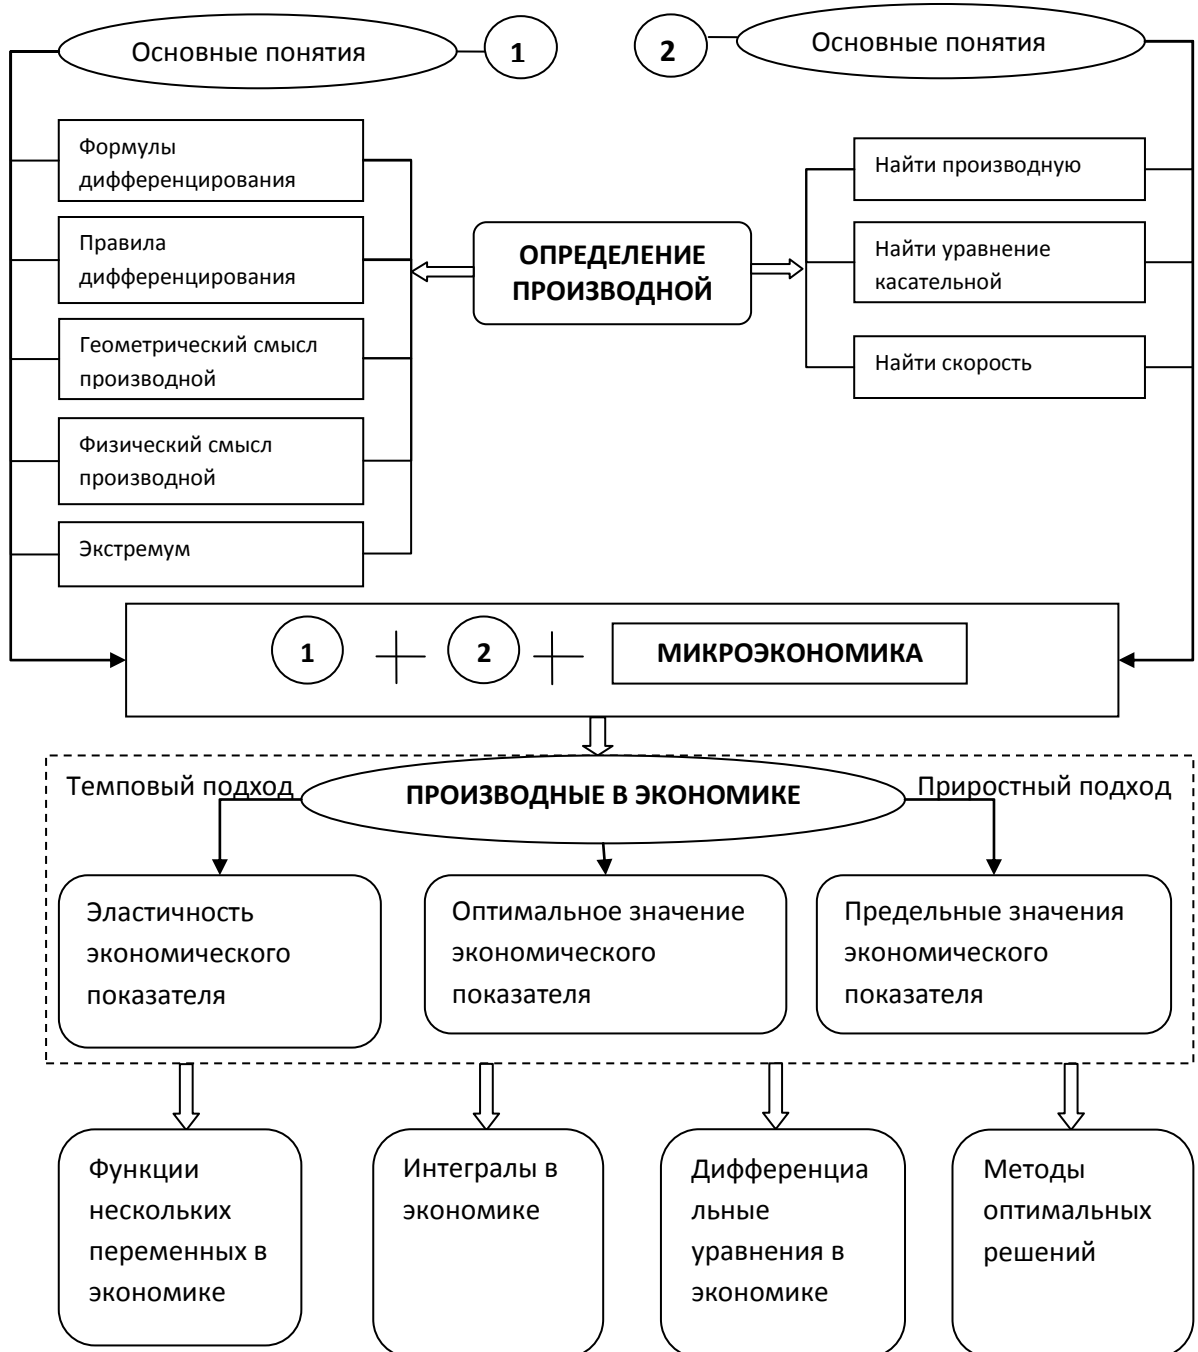 Основные понятия
1
2
Основные понятия
Формулы
дифференцирования
Правила
дифференцирования
Геометрический смысл
производной
Физический смысл
производной
Экстремум
ОПРЕДЕЛЕНИЕ
ПРОИЗВОДНОЙ
Найти производную
Найти уравнение
касательной
Найти скорость
1
2
МИКРОЭКОНОМИКА
Темповый подход
ПРОИЗВОДНЫЕ В ЭКОНОМИКЕ
Приростный подход
Эластичность
экономического
показателя
Оптимальное значение
экономического
показателя
Предельные значения
экономического
показателя
Функции
нескольких
переменных в
экономике
Интегралы в
экономике
Дифференциа
льные
уравнения в
экономике
Методы
оптимальных
решений